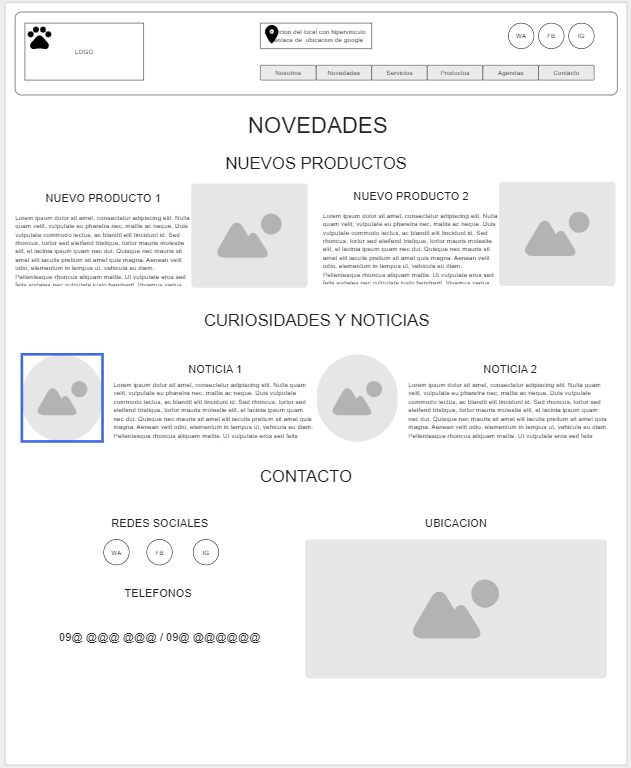 LOGO
cion del local con hipervinculo
enlace de ubicacion de google
WA FB IG
Nosotros Novedades Servicios Productos Agendas Contacto
NOVEDADES
NUEVOS PRODUCTOS
NUEVO PRODUCTO 1
Lorem ipsum dolor sit amet, consectetur adipiscing elit. Nulla
quam velit, vulputate eu pharetra nec, mattis ac neque. Duis
vulputate commodo lectus, ac blandit elit tincidunt id. Sed
rhoncus, tortor sed eleifend tristique, tortor mauris molestie
elit, et lacinia ipsum quam nec dui. Quisque nec mauris sit
amet elit iaculis pretium sit amet quis magna. Aenean velit
odio, elementum in tempus ut, vehicula eu diam.
Pellentesque rhoncus aliquam mattis. Ut vulputate eros sed
felis sodales nec vulputate justo hendrerit. Vivamus varius
NUEVO PRODUCTO 2
Lorem ipsum dolor sit amet, consectetur adipiscing elit. Nulla
quam velit, vulputate eu pharetra nec, mattis ac neque. Duis
vulputate commodo lectus, ac blandit elit tincidunt id. Sed
rhoncus, tortor sed eleifend tristique, tortor mauris molestie
elit, et lacinia ipsum quam nec dui. Quisque nec mauris sit
amet elit iaculis pretium sit amet quis magna. Aenean velit
odio, elementum in tempus ut, vehicula eu diam.
Pellentesque rhoncus aliquam mattis. Ut vulputate eros sed
felis sodales nec vulputate justo hendrerit. Vivamus varius
CURIOSIDADES Y NOTICIAS
NOTICIA 1
Lorem ipsum dolor sit amet, consectetur adipiscing elit. Nulla quam
velit, vulputate eu pharetra nec, mattis ac neque. Duis vulputate
commodo lectus, ac blandit elit tincidunt id. Sed rhoncus, tortor sed
eleifend tristique, tortor mauris molestie elit, et lacinia ipsum quam
nec dui. Quisque nec mauris sit amet elit iaculis pretium sit amet quis
magna. Aenean velit odio, elementum in tempus ut, vehicula eu diam.
Pellentesque rhoncus aliquam mattis. Ut vulputate eros sed felis
NOTICIA 2
Lorem ipsum dolor sit amet, consectetur adipiscing elit. Nulla quam
velit, vulputate eu pharetra nec, mattis ac neque. Duis vulputate
commodo lectus, ac blandit elit tincidunt id. Sed rhoncus, tortor sed
eleifend tristique, tortor mauris molestie elit, et lacinia ipsum quam
nec dui. Quisque nec mauris sit amet elit iaculis pretium sit amet quis
magna. Aenean velit odio, elementum in tempus ut, vehicula eu diam.
Pellentesque rhoncus aliquam mattis. Ut vulputate eros sed felis
CONTACTO
REDES SOCIALES
WA FB IG
TELEFONOS
09@ @@@ @@@ / 09@ @@@@@@
UBICACION